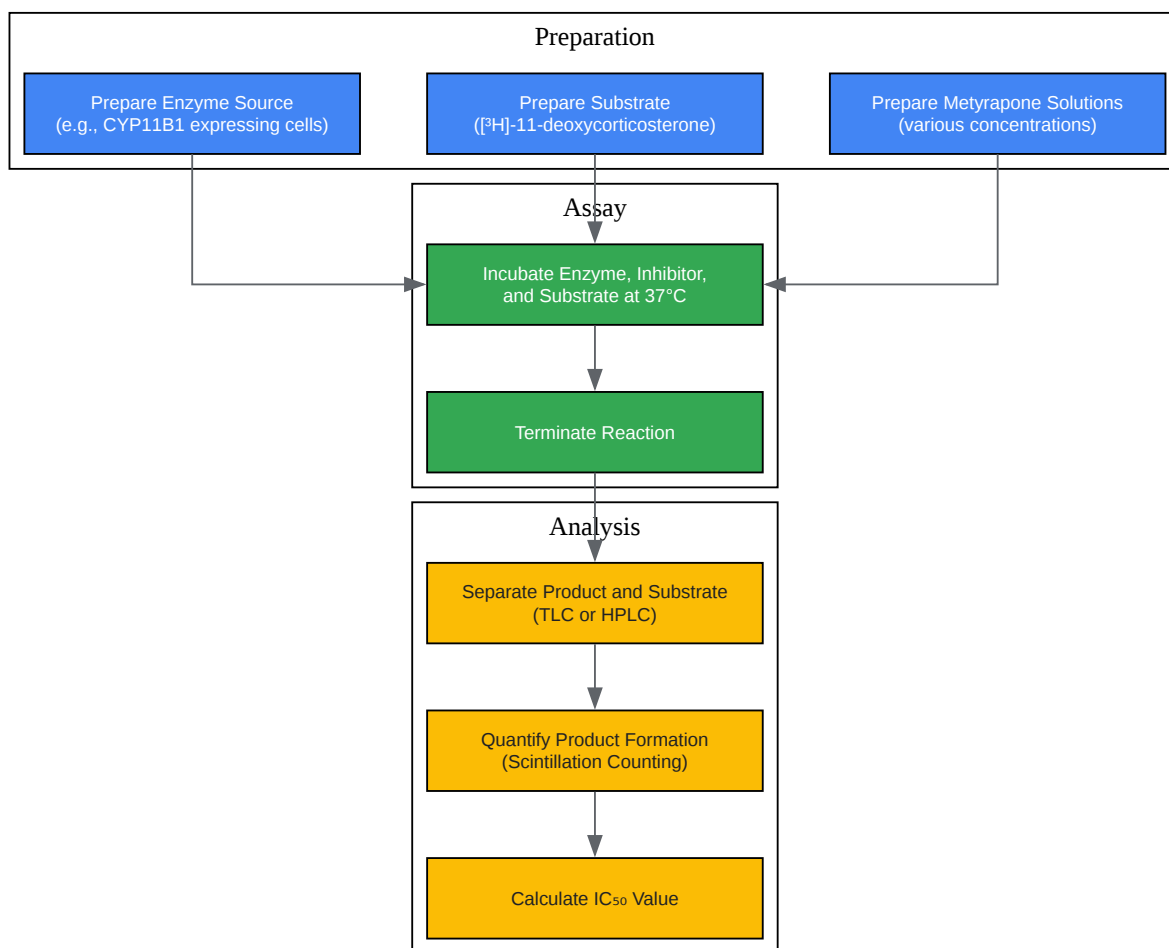 Preparation
Prepare Enzyme Source
(e.g., CYP11B1 expressing cells)
Prepare Substrate
([³H]-11-deoxycorticosterone)
Prepare Metyrapone Solutions
(various concentrations)
Assay
Incubate Enzyme, Inhibitor,
and Substrate at 37°C
Terminate Reaction
Analysis
Separate Product and Substrate
(TLC or HPLC)
Quantify Product Formation
(Scintillation Counting)
Calculate IC₅₀ Value